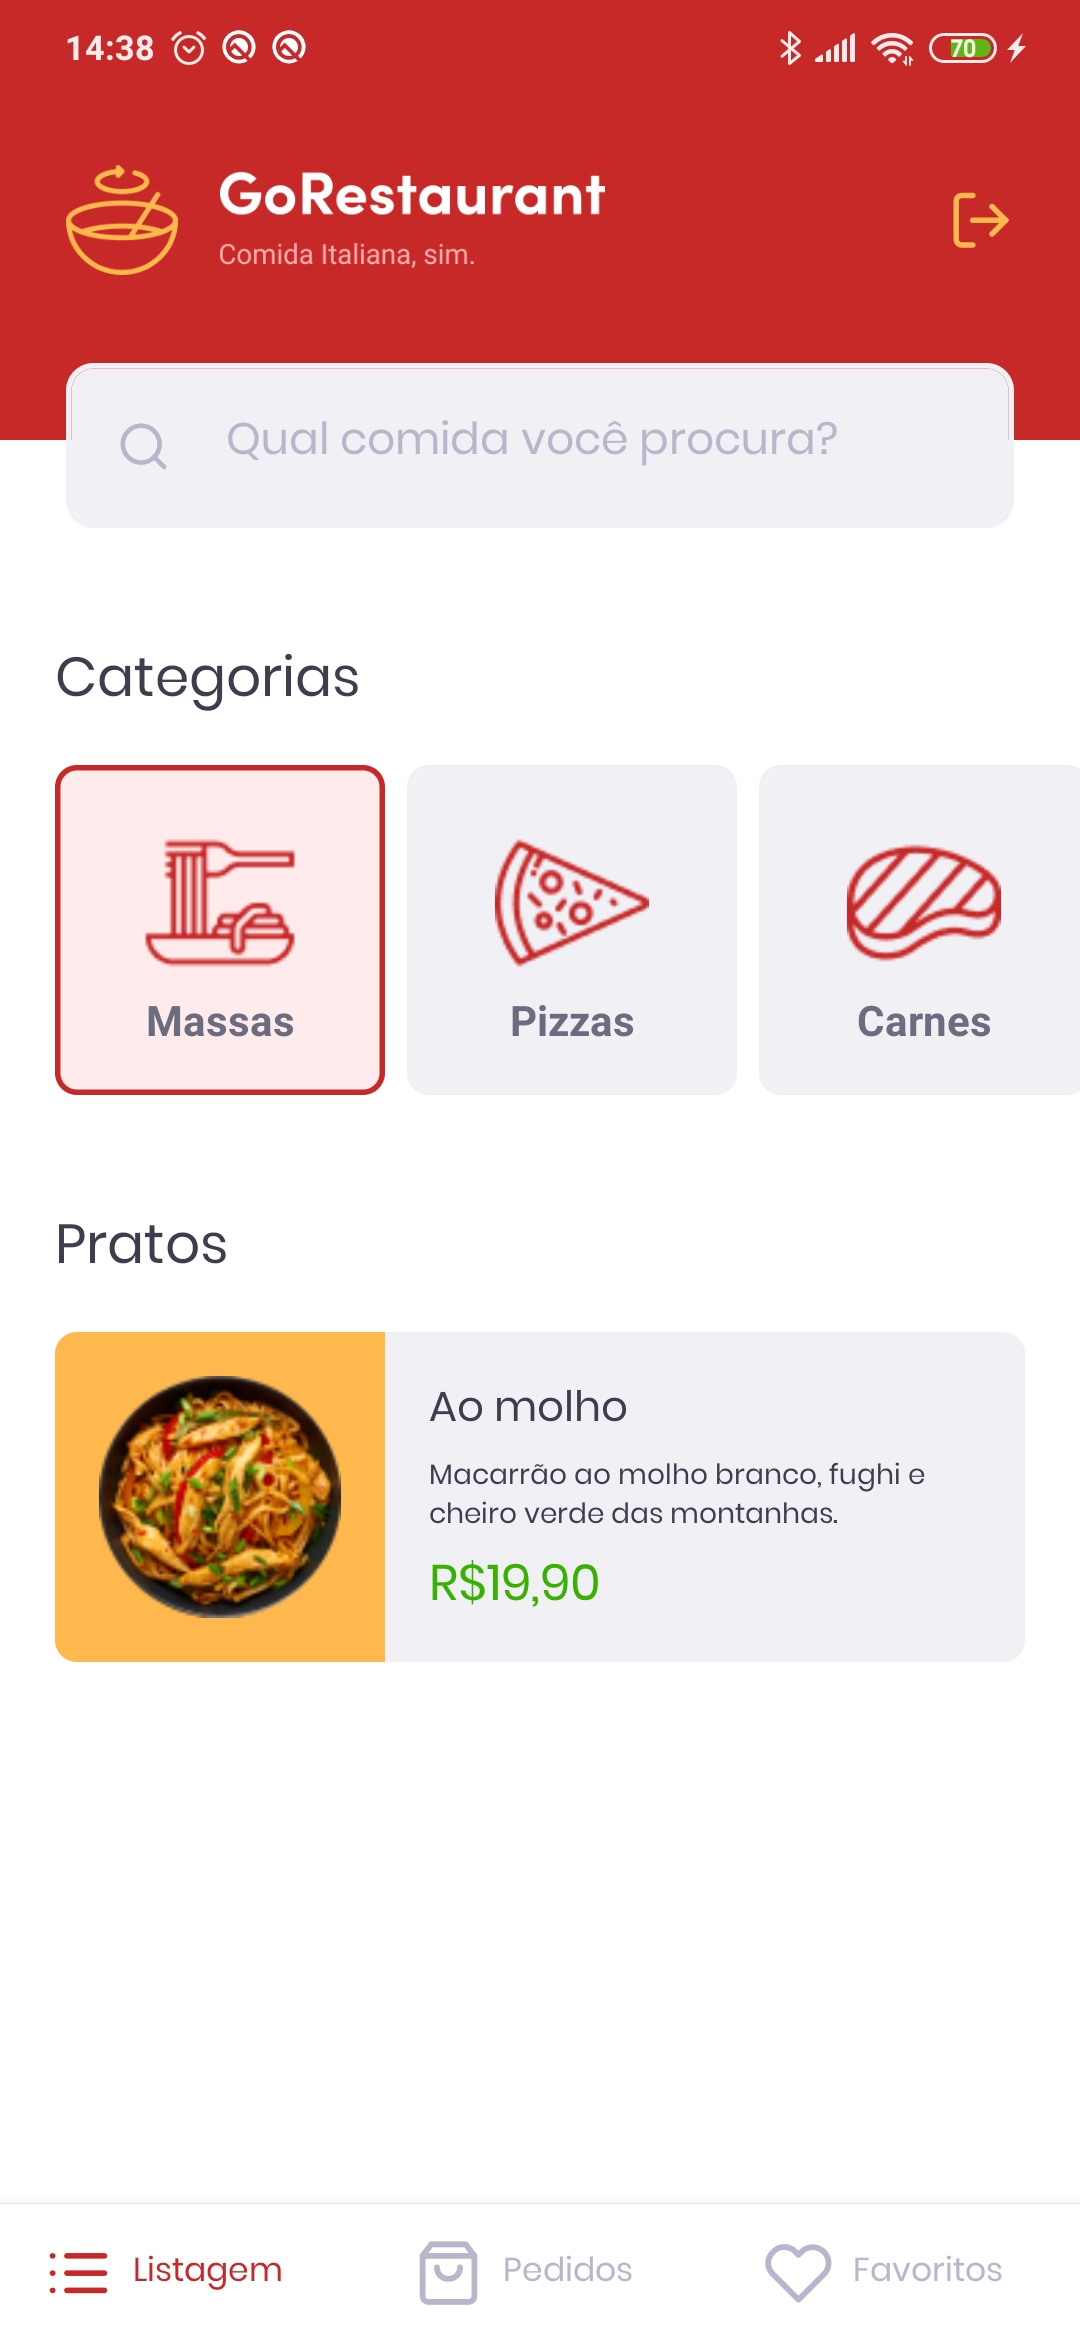 14:38
70
GoRestaurant
Comida Italiana, sim.
Qual comida você procura?
Categorias
Massas
Pizzas
Carnes
Pratos
Ao molho
Macarrão ao molho branco, fughi e
cheiro verde das montanhas.
R$19,90
Listagem
Pedidos
Favoritos